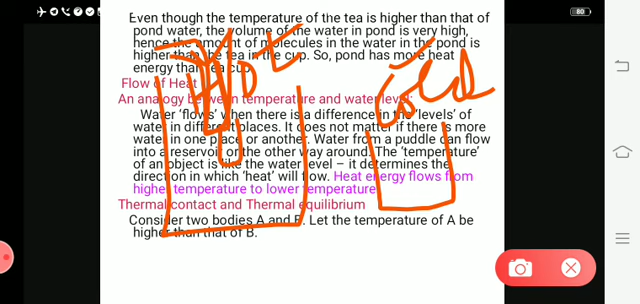 80
Even though the temperature of the tea is higher than that of
pond water, the volume of the water in pond is very high,
hence the amount of molecules in the water in the pond is
higher than the tea in the cup. So, pond has more heat
energy than tea cup.
Flow of Heat
An analogy between temperature and water level:
Water 'flows' when there is a difference in the 'levels' of
water in different places. It does not matter if there is more
water in one place or another. Water from a puddle can flow
into a reservoir or the other way around. The 'temperature'
of an object is like the water level – it determines the
direction in which 'heat' will flow. Heat energy flows from
higher temperature to lower temperature
Thermal contact and Thermal equilibrium
Consider two bodies A and B. Let the temperature of A be
higher than that of B.
Hot
cold